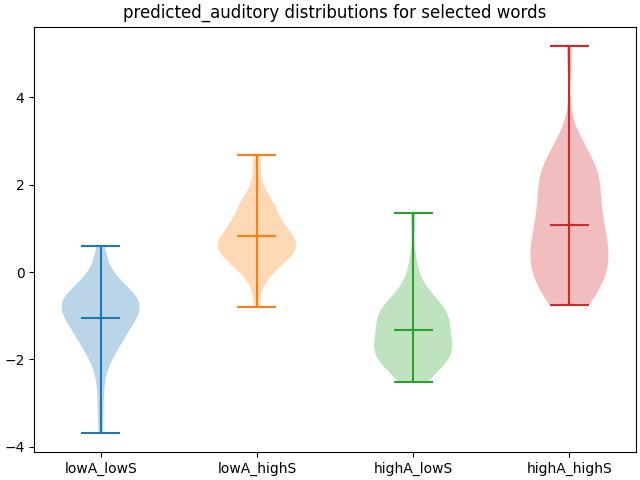 predicted_auditory distributions for selected words
4
2
0
−2
−4
lowA_lowS
lowA_highS
highA_lowS
highA_highS